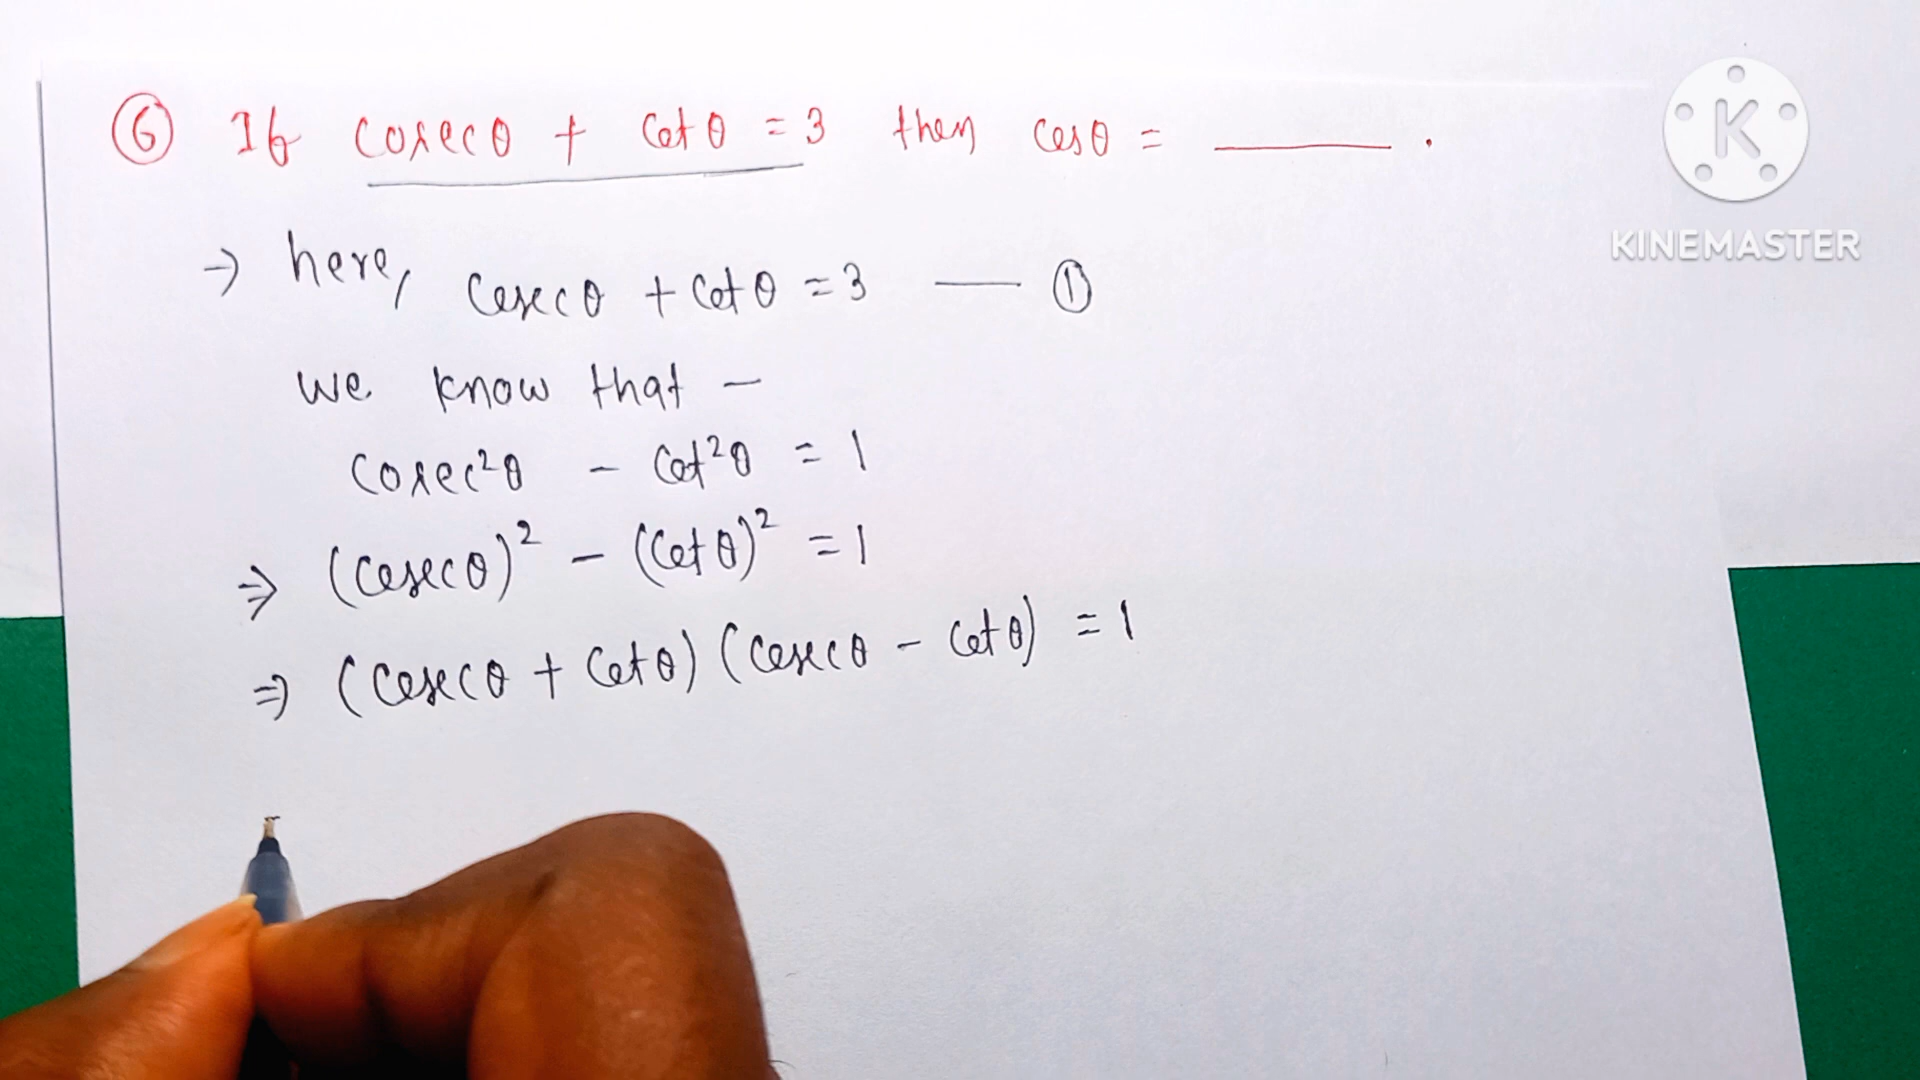 ⑥ If cosecθ + cotθ = 3 then cosθ = ______ .
→ here, cosecθ + cotθ = 3 — ①
we know that —
cosec²θ - cot²θ = 1
⇒ (cosecθ)² - (cotθ)² = 1
⇒ (cosecθ + cotθ) (cosecθ - cotθ) = 1
K
KINEMASTER